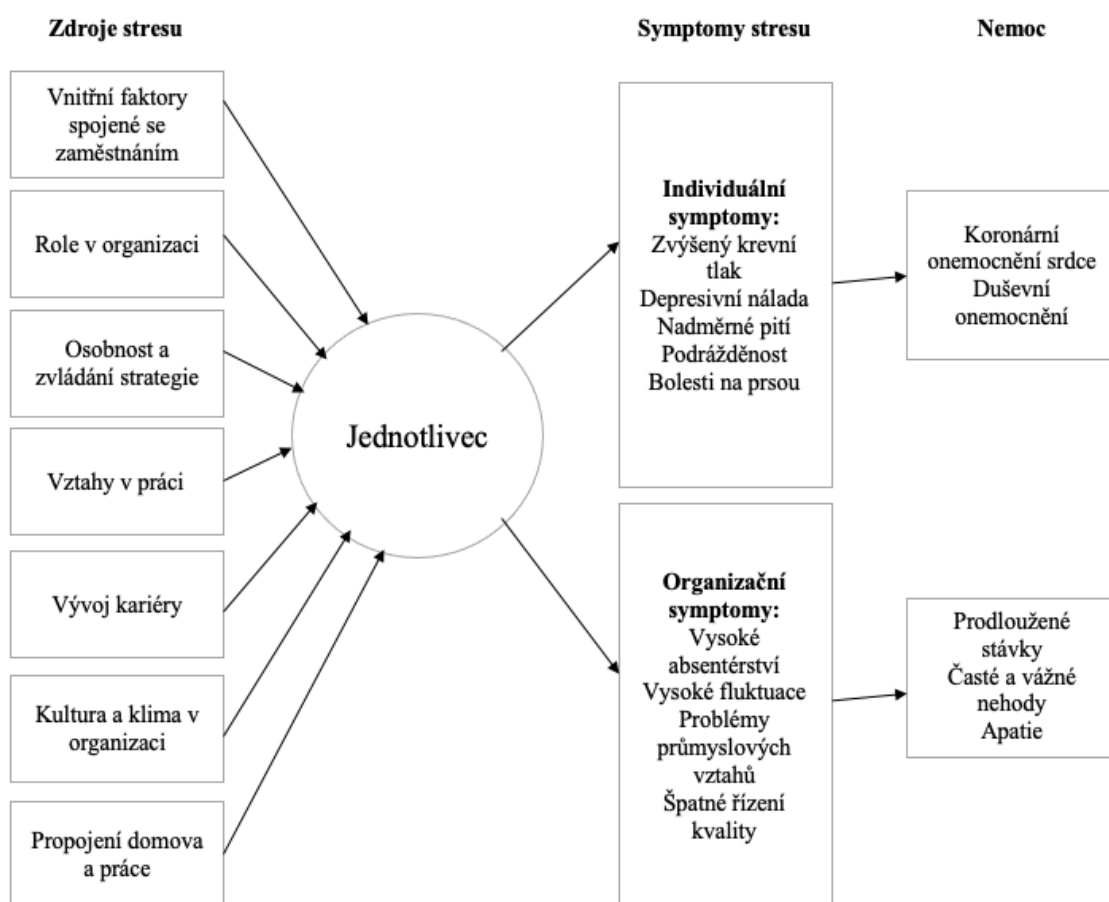 Zdroje stresu
Symptomy stresu
Nemoc
Vnitřní faktory
spojené se
zaměstnáním
Role v organizaci
Osobnost a
zvládání strategie
Vztahy v práci
Vývoj kariéry
Kultura a klima v
organizaci
Propojení domova
a práce
Jednotlivec
Individuální
symptomy:
Zvýšený krevní
tlak
Depresivní nálada
Nadměrné pití
Podrážděnost
Bolesti na prsou
Organizační
symptomy:
Vysoké
absentérství
Vysoké fluktuace
Problémy
průmyslových
vztahů
Špatné řízení
kvality
Koronární
onemocnění srdce
Duševní
onemocnění
Prodloužené
stávky
Časté a vážné
nehody
Apatie